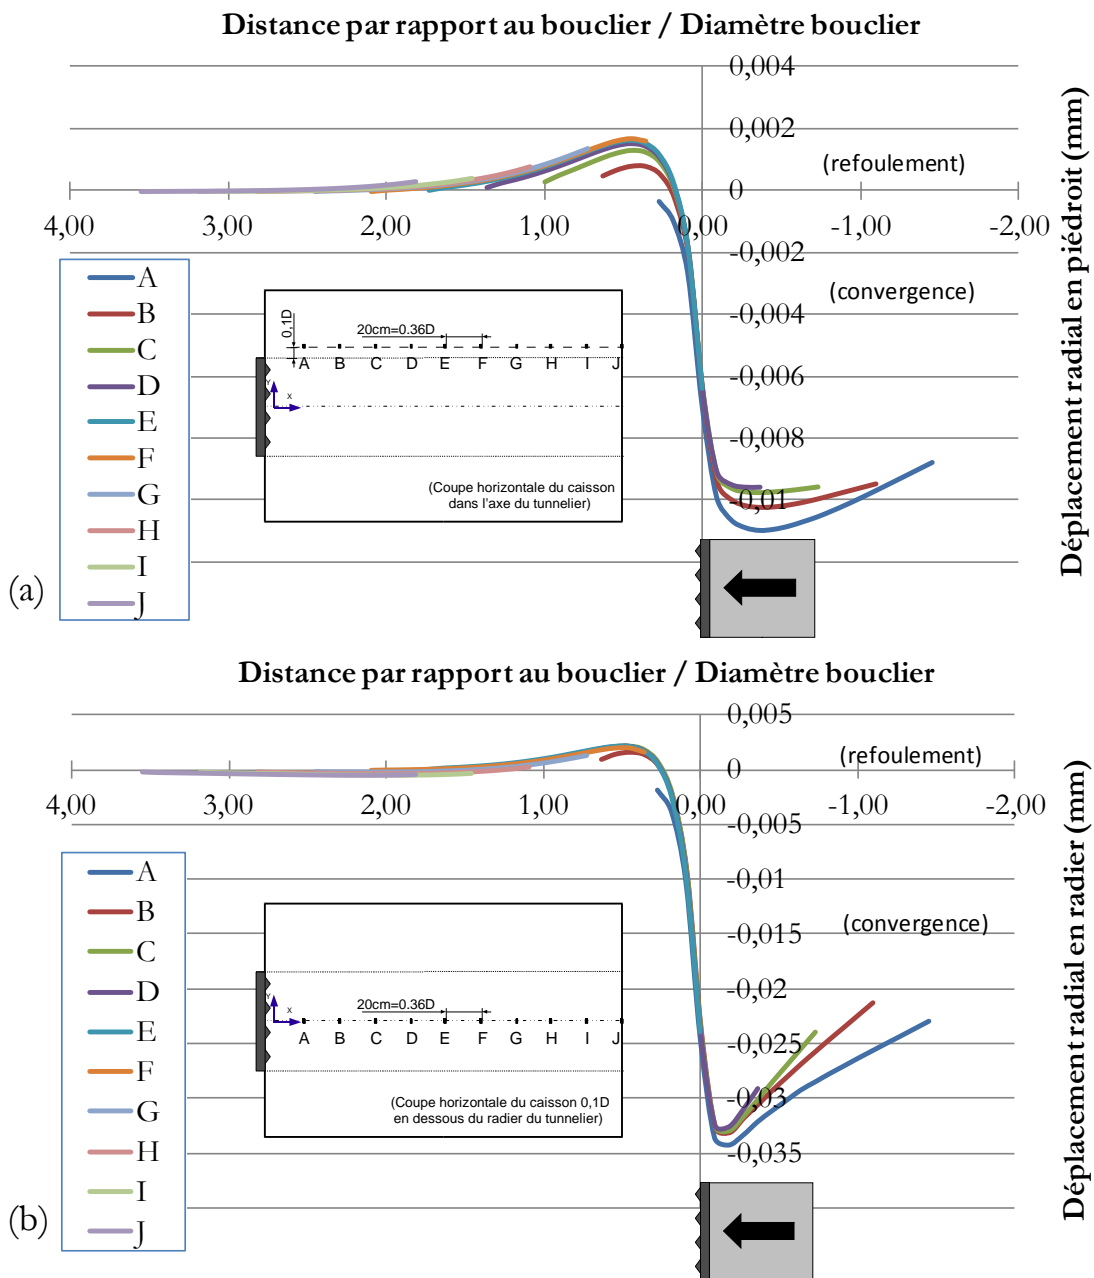 Distance par rapport au bouclier / Diamètre bouclier
0,004
0,002
(refoulement)
0
4,00 3,00 2,00 1,00 0,00 -1,00 -2,00
-0,002
(convergence)
-0,004
-0,006
-0,008
-0,01
Déplacement radial en piédroit (mm)
A
B
C
D
E
F
G
H
I
J
0,1D
20cm=0.36D
A B C D E F G H I J
Y
X
(Coupe horizontale du caisson
dans l'axe du tunnelier)
(a)
Distance par rapport au bouclier / Diamètre bouclier
0,005
(refoulement)
0
4,00 3,00 2,00 1,00 0,00 -1,00 -2,00
-0,005
-0,01
(convergence)
-0,015
-0,02
-0,025
-0,03
-0,035
Déplacement radial en radier (mm)
A
B
C
D
E
F
G
H
I
J
20cm=0.36D
Y
X
A B C D E F G H I J
(Coupe horizontale du caisson 0,1D
en dessous du radier du tunnelier)
(b)